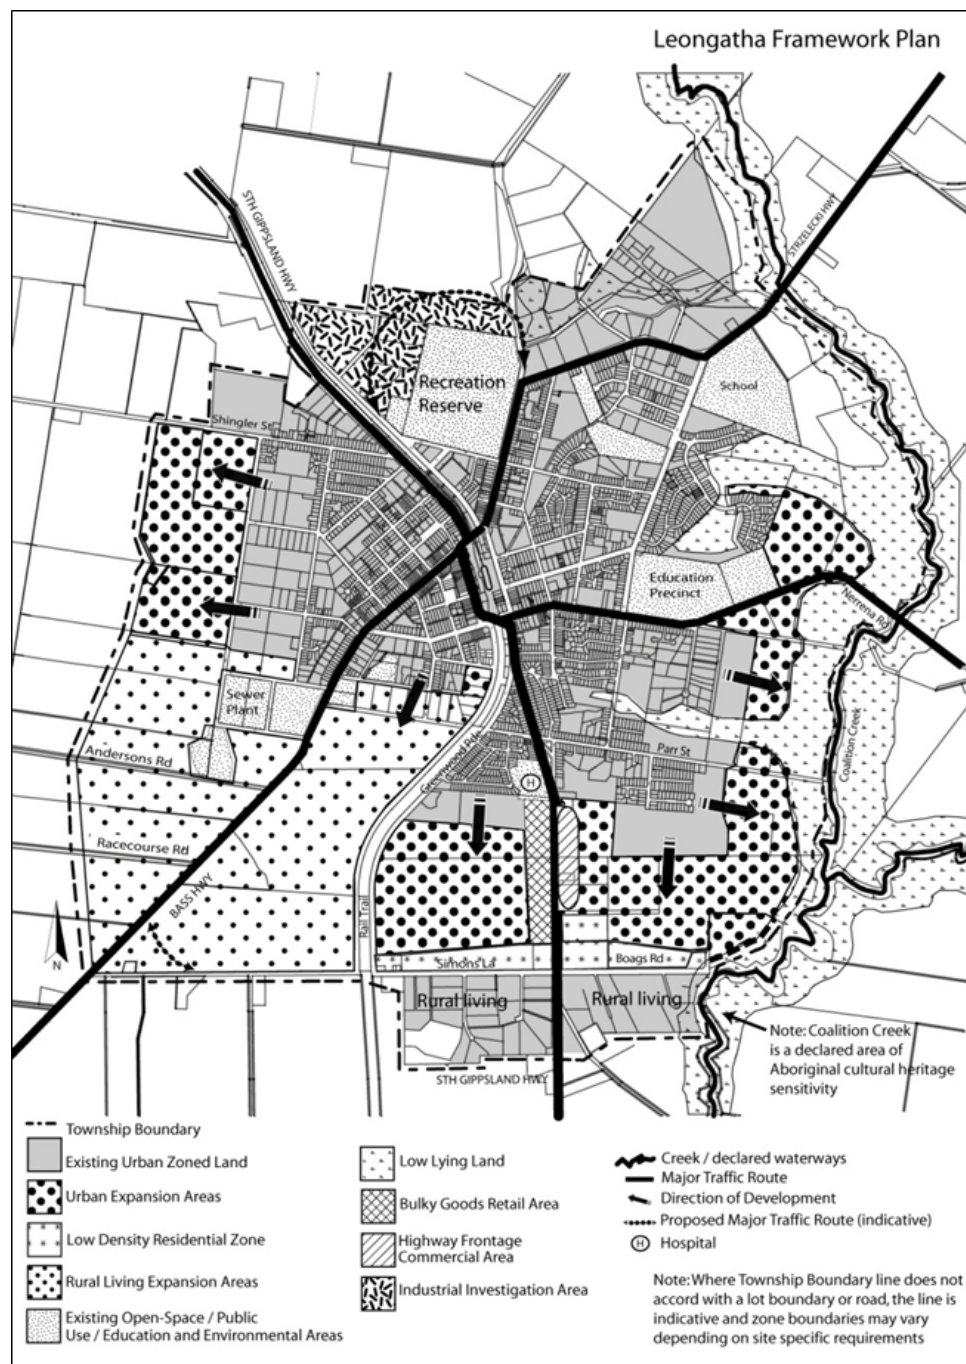 Leongatha Framework Plan
STH GIPPSLAND HWY
STRZELECKI HWY
Recreation
Reserve
School
Shingler St
Education
Precinct
Nerrena Rd
Sewer
Plant
Coalition Creek
Parr St
Andersons Rd
Greenwood Pde
H
Racecourse Rd
BASS HWY
Rail Trail
N
Simons La
Boags Rd
Rural living
Rural living
Note: Coalition Creek
is a declared area of
Aboriginal cultural heritage
sensitivity
STH GIPPSLAND HWY
Township Boundary
Existing Urban Zoned Land
Urban Expansion Areas
Low Density Residential Zone
Rural Living Expansion Areas
Existing Open-Space / Public
Use / Education and Environmental Areas
Low Lying Land
Bulky Goods Retail Area
Highway Frontage
Commercial Area
Industrial Investigation Area
Creek / declared waterways
Major Traffic Route
Direction of Development
Proposed Major Traffic Route (indicative)
H Hospital
Note: Where Township Boundary line does not
accord with a lot boundary or road, the line is
indicative and zone boundaries may vary
depending on site specific requirements